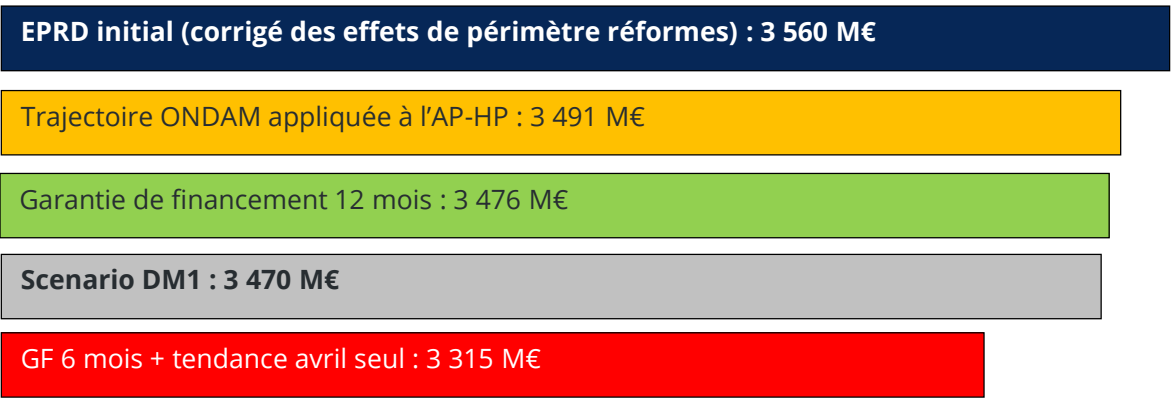 EPRD initial (corrigé des effets de périmètre réformes) : 3 560 M€
Trajectoire ONDAM appliquée à l’AP-HP : 3 491 M€
Garantie de financement 12 mois : 3 476 M€
Scenario DM1 : 3 470 M€
GF 6 mois + tendance avril seul : 3 315 M€